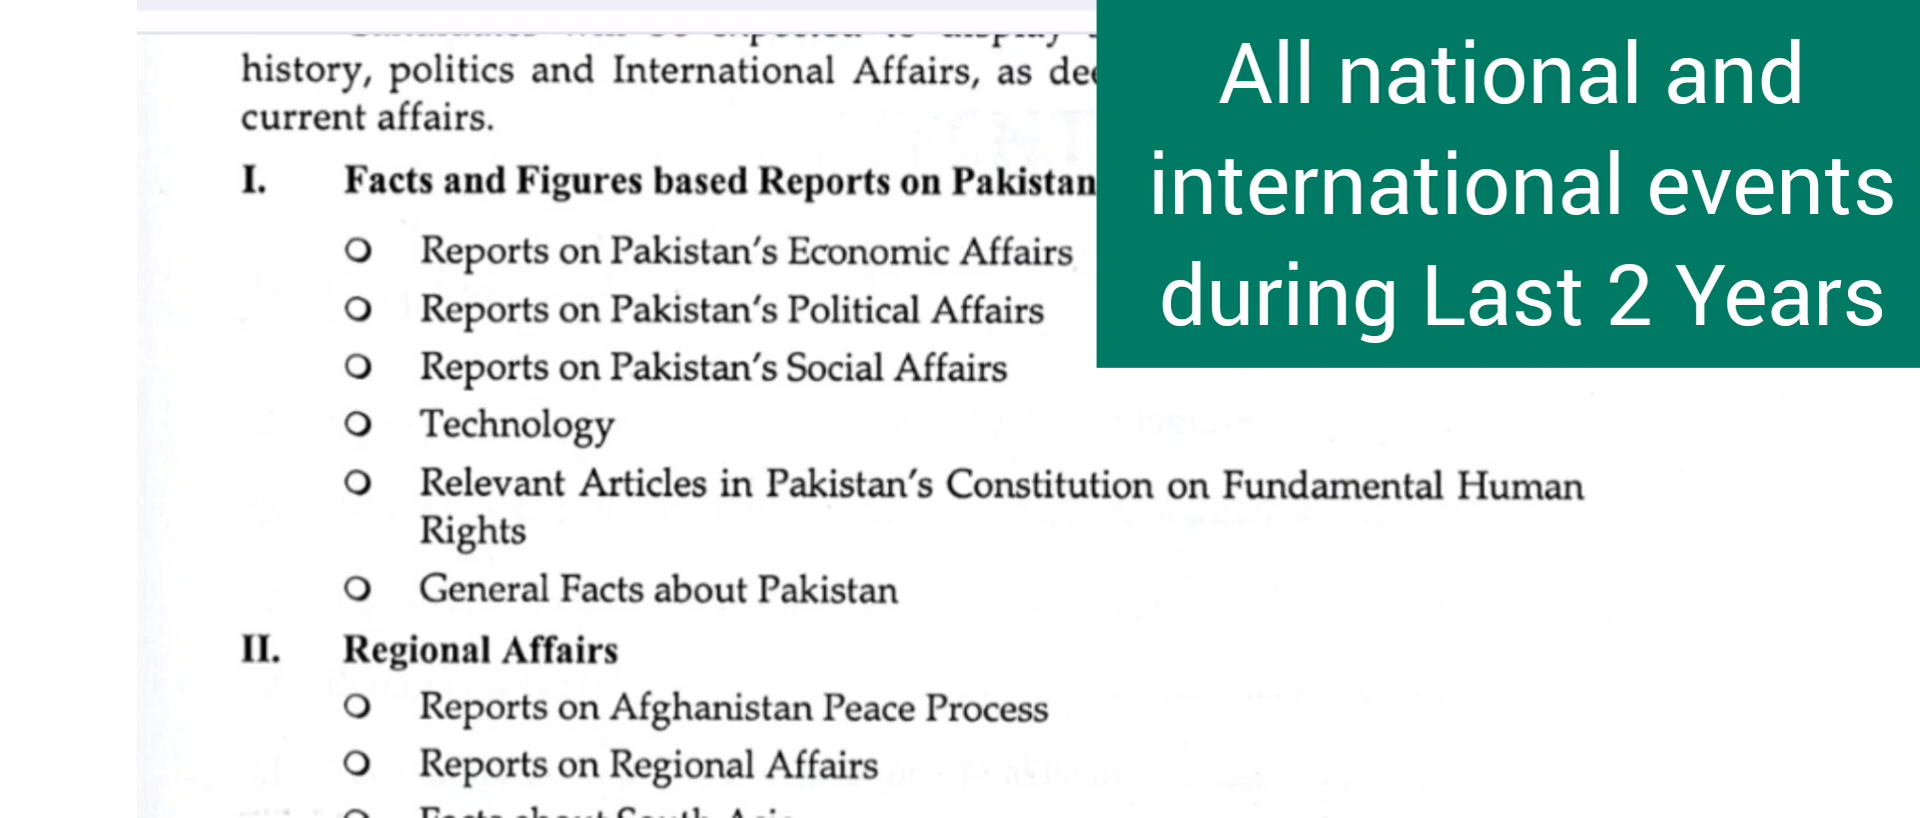 history, politics and International Affairs, as
current affairs.
I. Facts and Figures based Reports on Pakistan
O Reports on Pakistan's Economic Affairs
O Reports on Pakistan's Political Affairs
O Reports on Pakistan's Social Affairs
O Technology
O Relevant Articles in Pakistan's Constitution on Fundamental Human
Rights
O General Facts about Pakistan
II. Regional Affairs
O Reports on Afghanistan Peace Process
O Reports on Regional Affairs
All national and
international events
during Last 2 Years